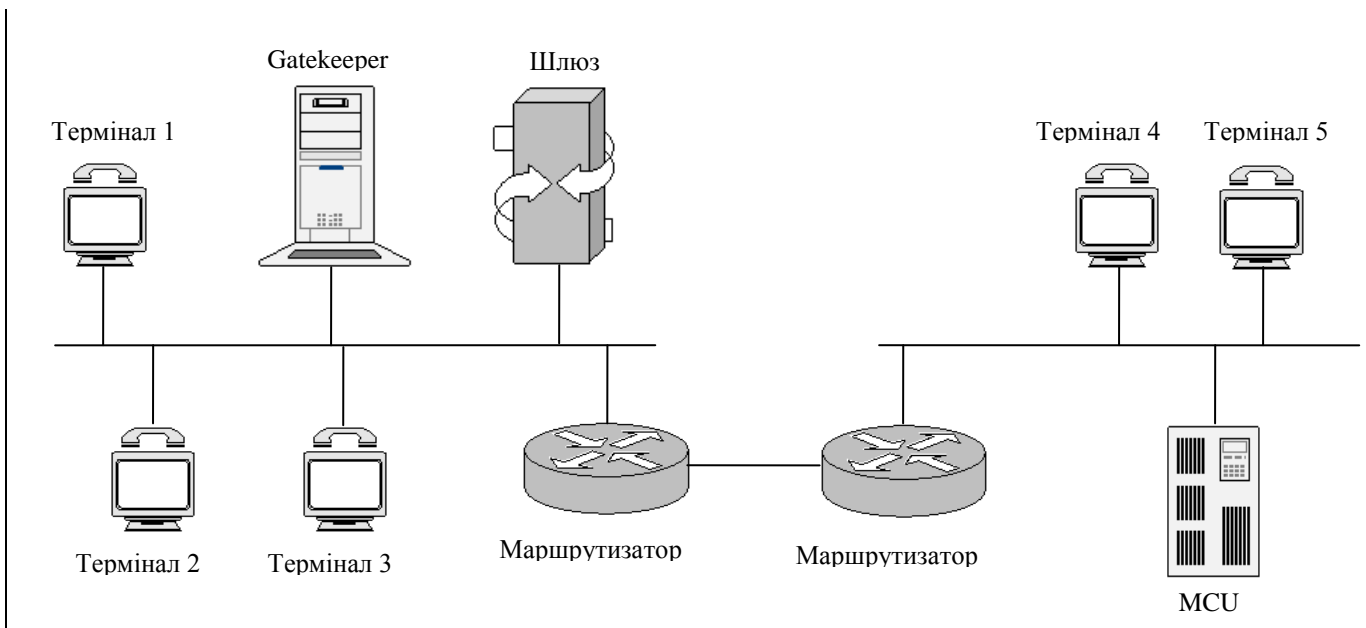 Gatekeeper
Шлюз
Термінал 1
Термінал 4
Термінал 5
Термінал 2
Термінал 3
Маршрутизатор
Маршрутизатор
MCU